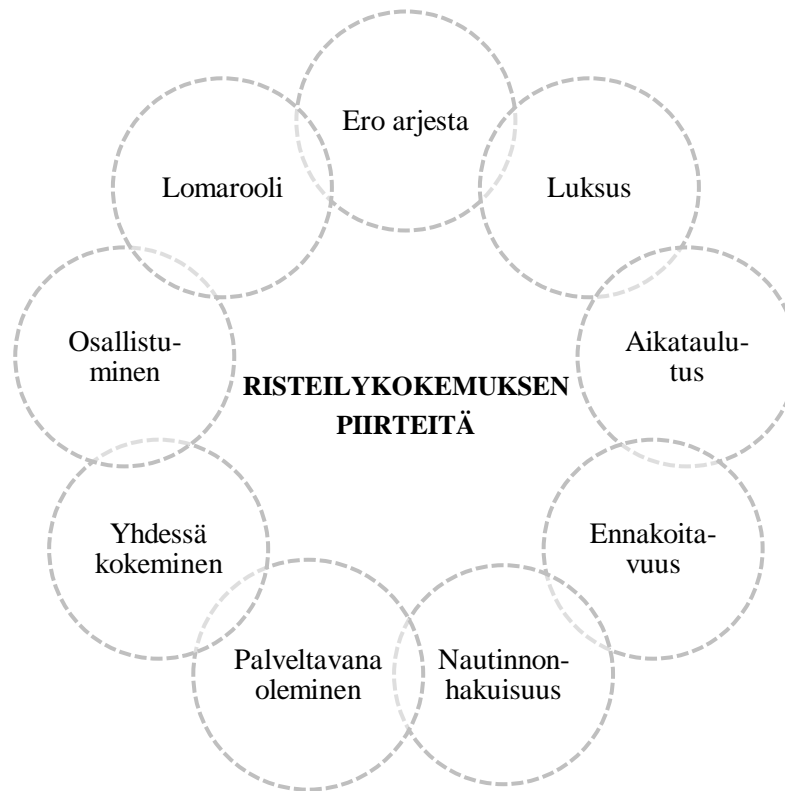 Ero arjesta
Lomarooli
Luksus
Osallistu-
minen
Aikataulu-
tus
RISTEILYKOKEMUKSEN
PIIRTEITÄ
Yhdessä
kokeminen
Ennakoita-
vuus
Palveltavana
oleminen
Nautinnon-
hakuisuus